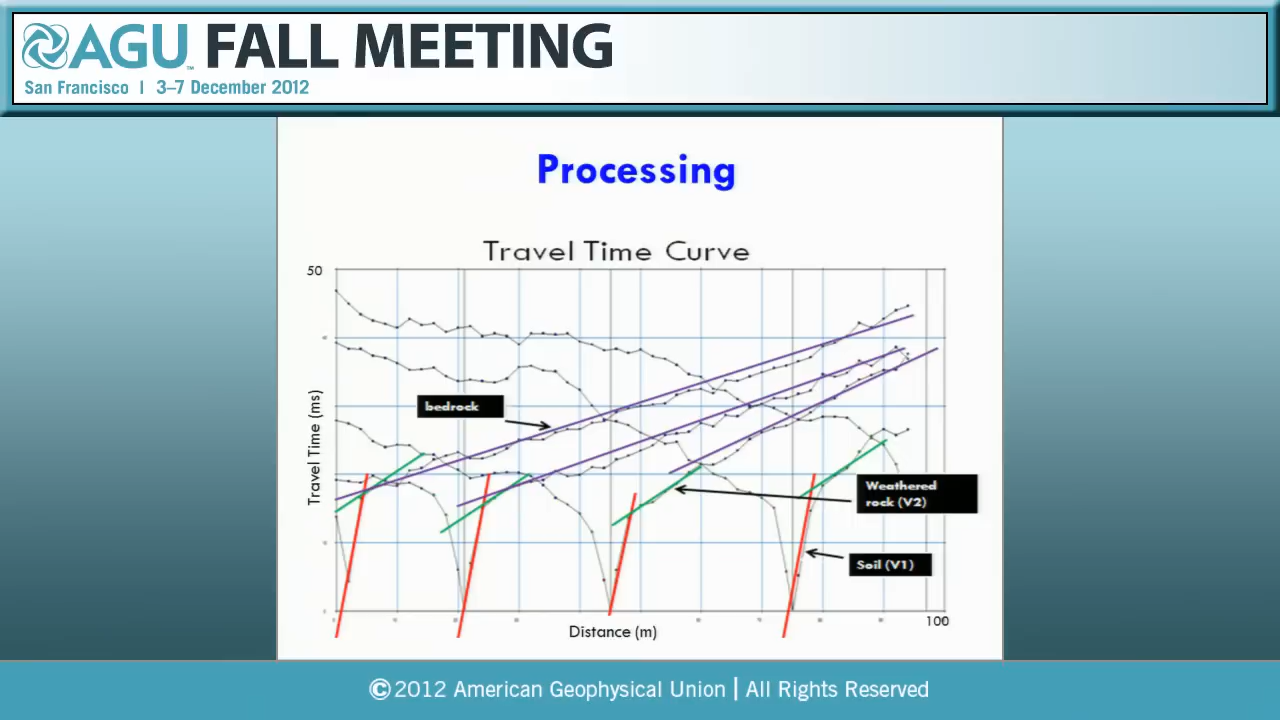 AGU™ FALL MEETING
San Francisco | 3–7 December 2012
Processing
Travel Time Curve
50
Travel Time (ms)
bedrock
Weathered
rock (V2)
Soil (V1)
100
Distance (m)
©2012 American Geophysical Union | All Rights Reserved